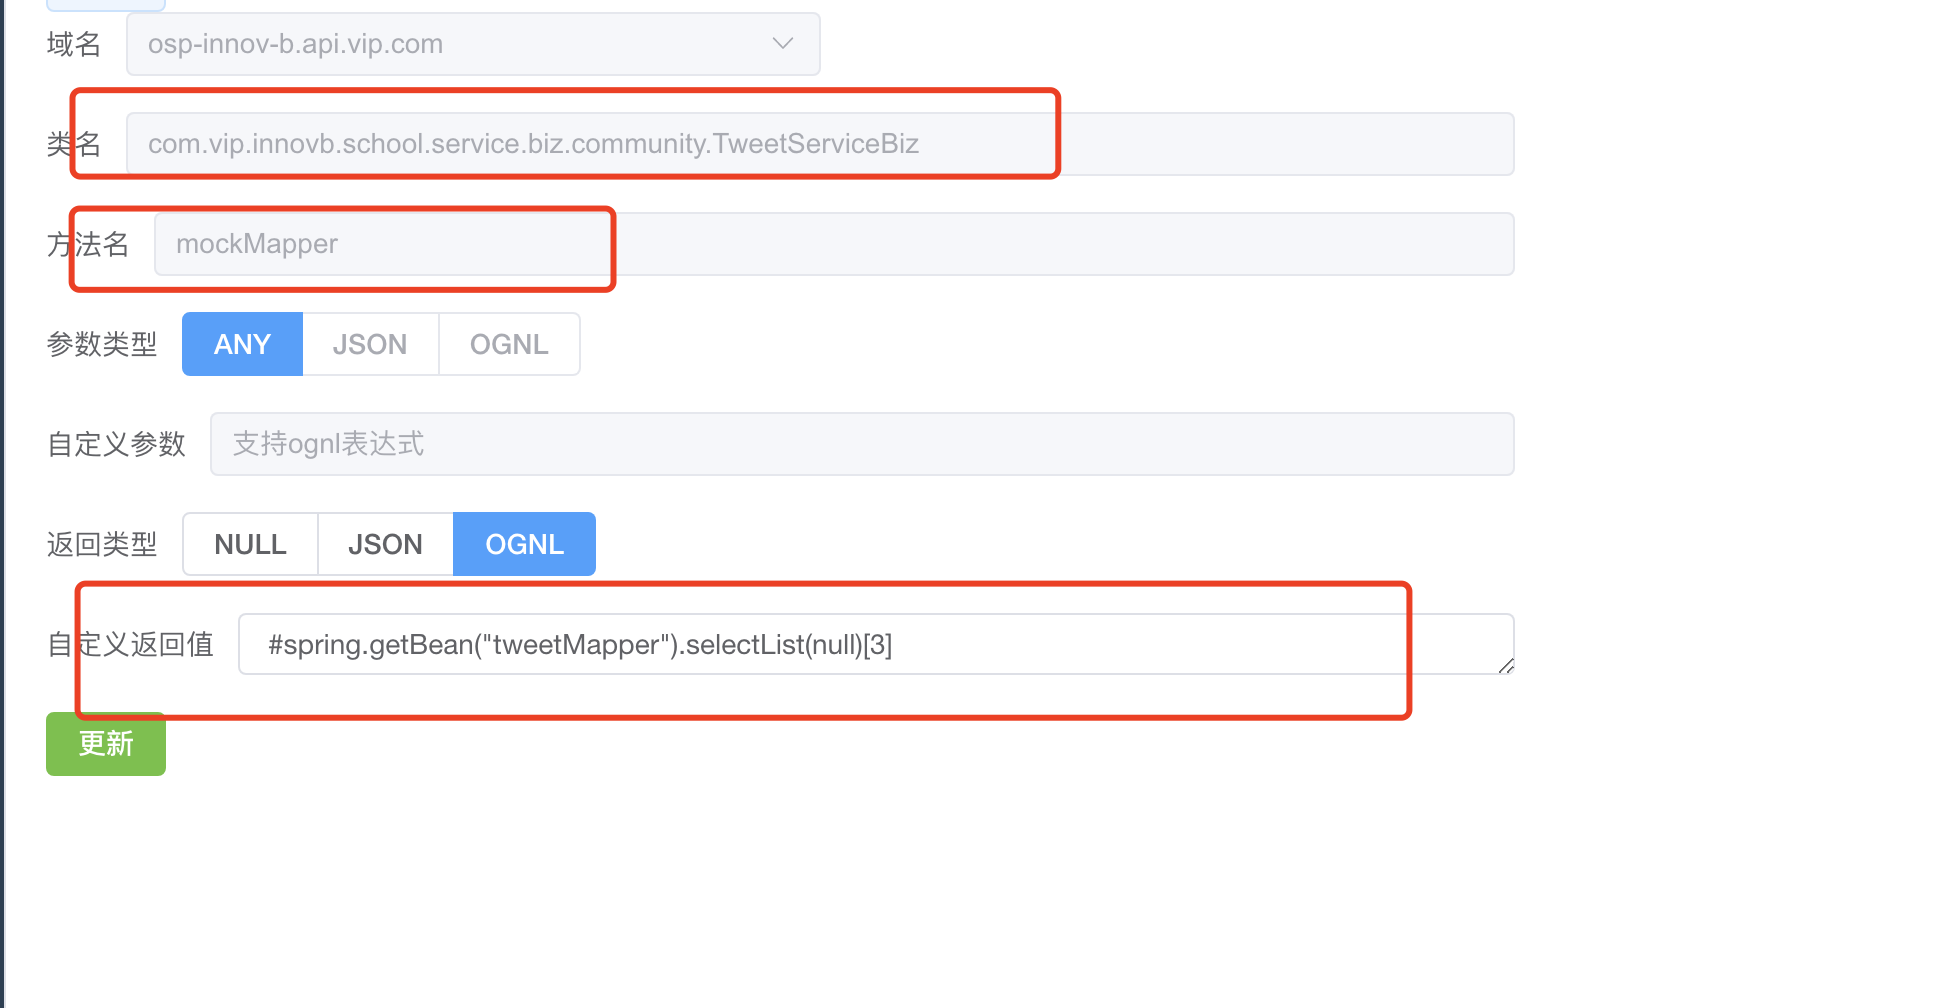 域名 osp-innov-b.api.vip.com
类名 com.vip.innovb.school.service.biz.community.TweetServiceBiz
方法名 mockMapper
参数类型 ANY JSON OGNL
自定义参数 支持ognl表达式
返回类型 NULL JSON OGNL
自定义返回值 #spring.getBean("tweetMapper").selectList(null)[3]
更新